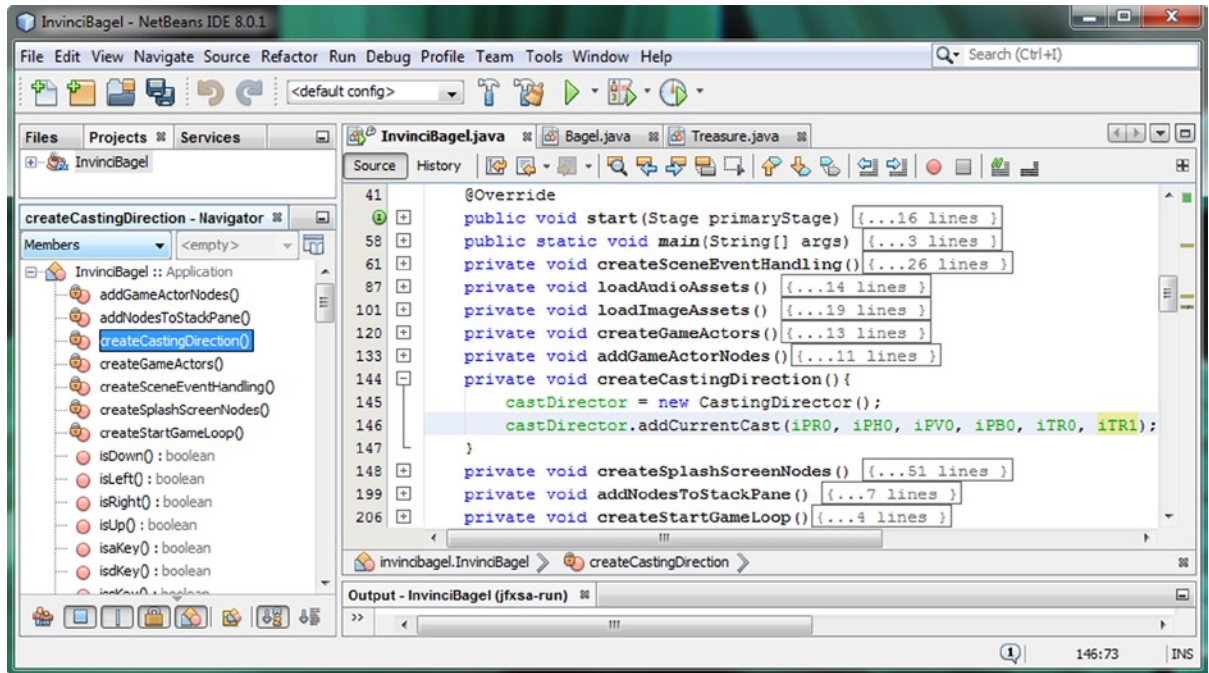 InvinciBagel - NetBeans IDE 8.0.1
File Edit View Navigate Source Refactor Run Debug Profile Team Tools Window Help
Search (Ctrl+I)
<default config>
Files Projects Services
InvinciBagel
createCastingDirection - Navigator
Members <empty>
InvinciBagel :: Application
addGameActorNodes()
addNodesToStackPane()
createCastingDirection()
createGameActors()
createSceneEventHandling()
createSplashScreenNodes()
createStartGameLoop()
isDown() : boolean
isLeft() : boolean
isRight() : boolean
isUp() : boolean
isaKey() : boolean
isdKey() : boolean
InvinciBagel.java Bagel.java Treasure.java
Source History
41 @Override
public void start(Stage primaryStage) {...16 lines }
58 public static void main(String[] args) {...3 lines }
61 private void createSceneEventHandling() {...26 lines }
87 private void loadAudioAssets() {...14 lines }
101 private void loadImageAssets() {...19 lines }
120 private void createGameActors() {...13 lines }
133 private void addGameActorNodes() {...11 lines }
144 private void createCastingDirection(){
145 castDirector = new CastingDirector();
146 castDirector.addCurrentCast(iPR0, iPH0, iPV0, iPB0, iTR0, iTR1);
147 }
148 private void createSplashScreenNodes() {...51 lines }
199 private void addNodesToStackPane() {...7 lines }
206 private void createStartGameLoop() {...4 lines }
invincibagel.InvinciBagel createCastingDirection
Output - InvinciBagel (jfxsa-run)
1 146:73 INS